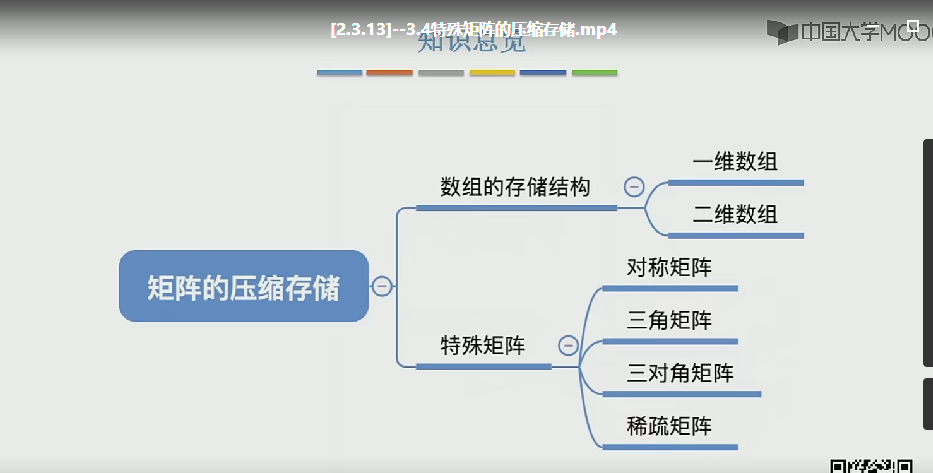 [2.3.13]--3.4特殊矩阵的压缩存储.mp4
知识总览
中国大学MOO
一维数组
数组的存储结构
二维数组
矩阵的压缩存储
对称矩阵
三角矩阵
特殊矩阵
三对角矩阵
稀疏矩阵